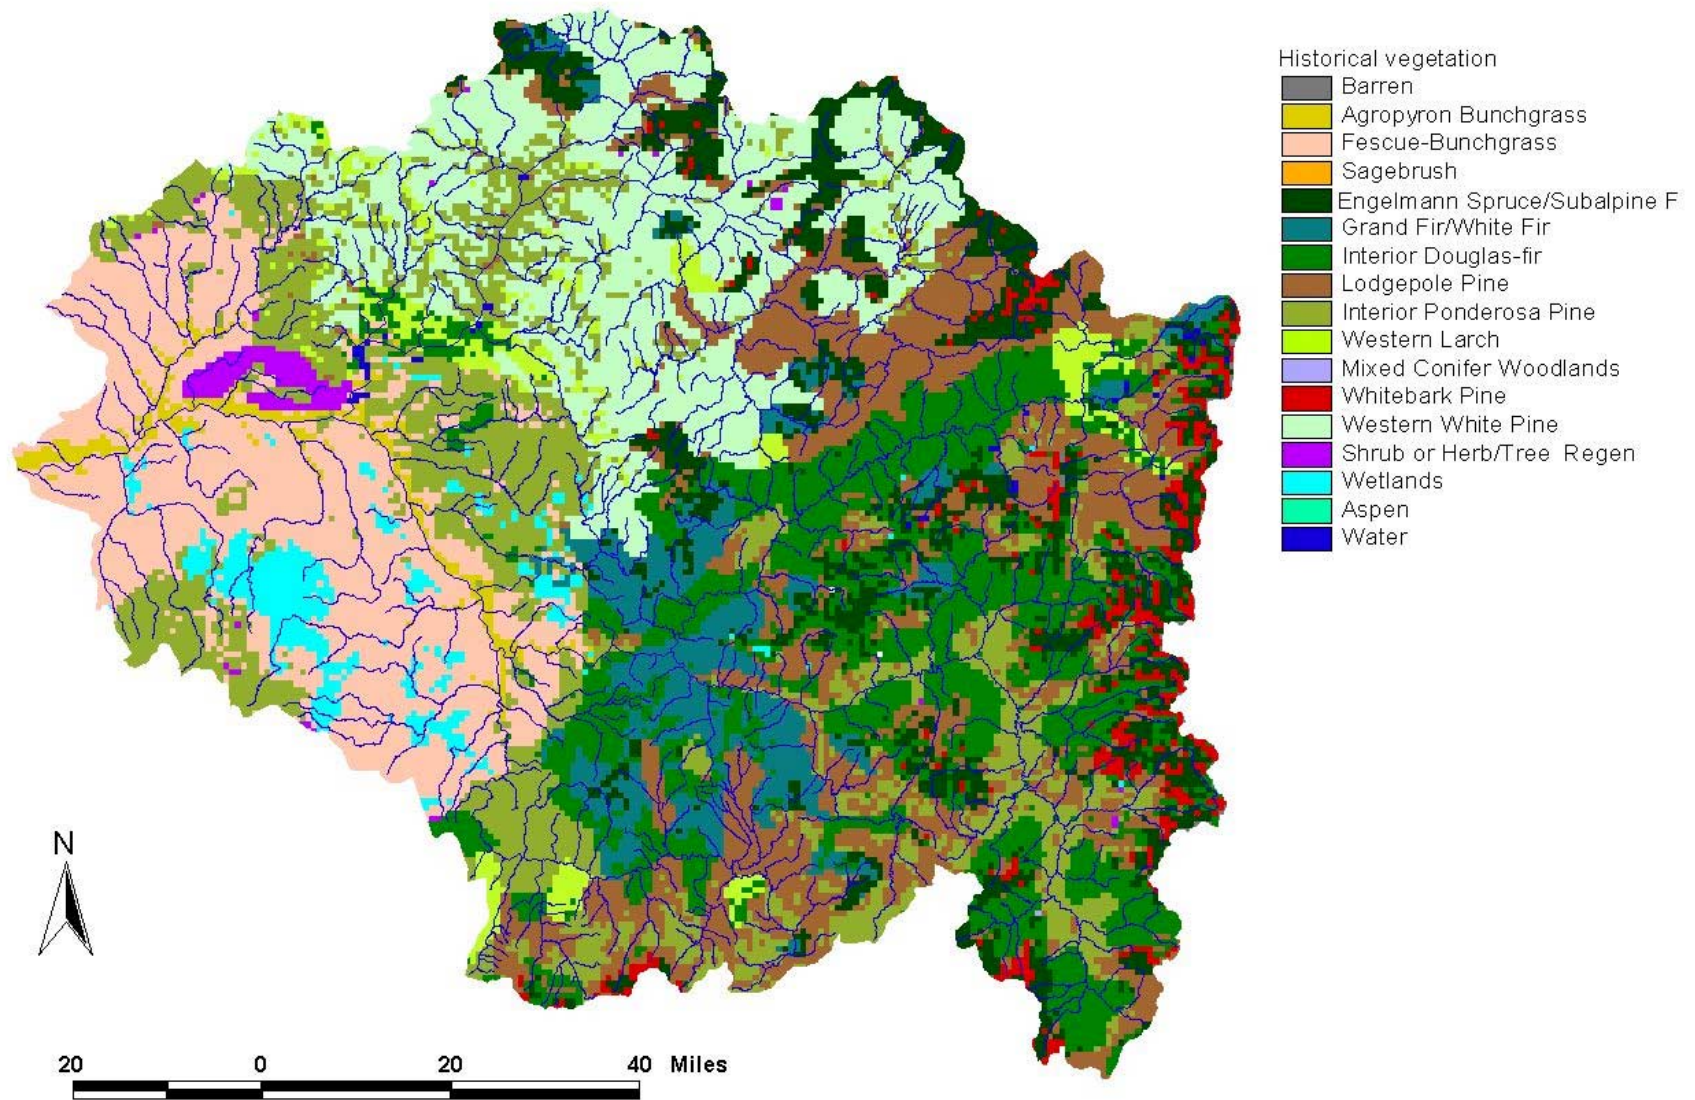 Historical vegetation
Barren
Agropyron Bunchgrass
Fescue-Bunchgrass
Sagebrush
Engelmann Spruce/Subalpine F
Grand Fir/White Fir
Interior Douglas-fir
Lodgepole Pine
Interior Ponderosa Pine
Western Larch
Mixed Conifer Woodlands
Whitebark Pine
Western White Pine
Shrub or Herb/Tree Regen
Wetlands
Aspen
Water
N
20 0 20 40 Miles